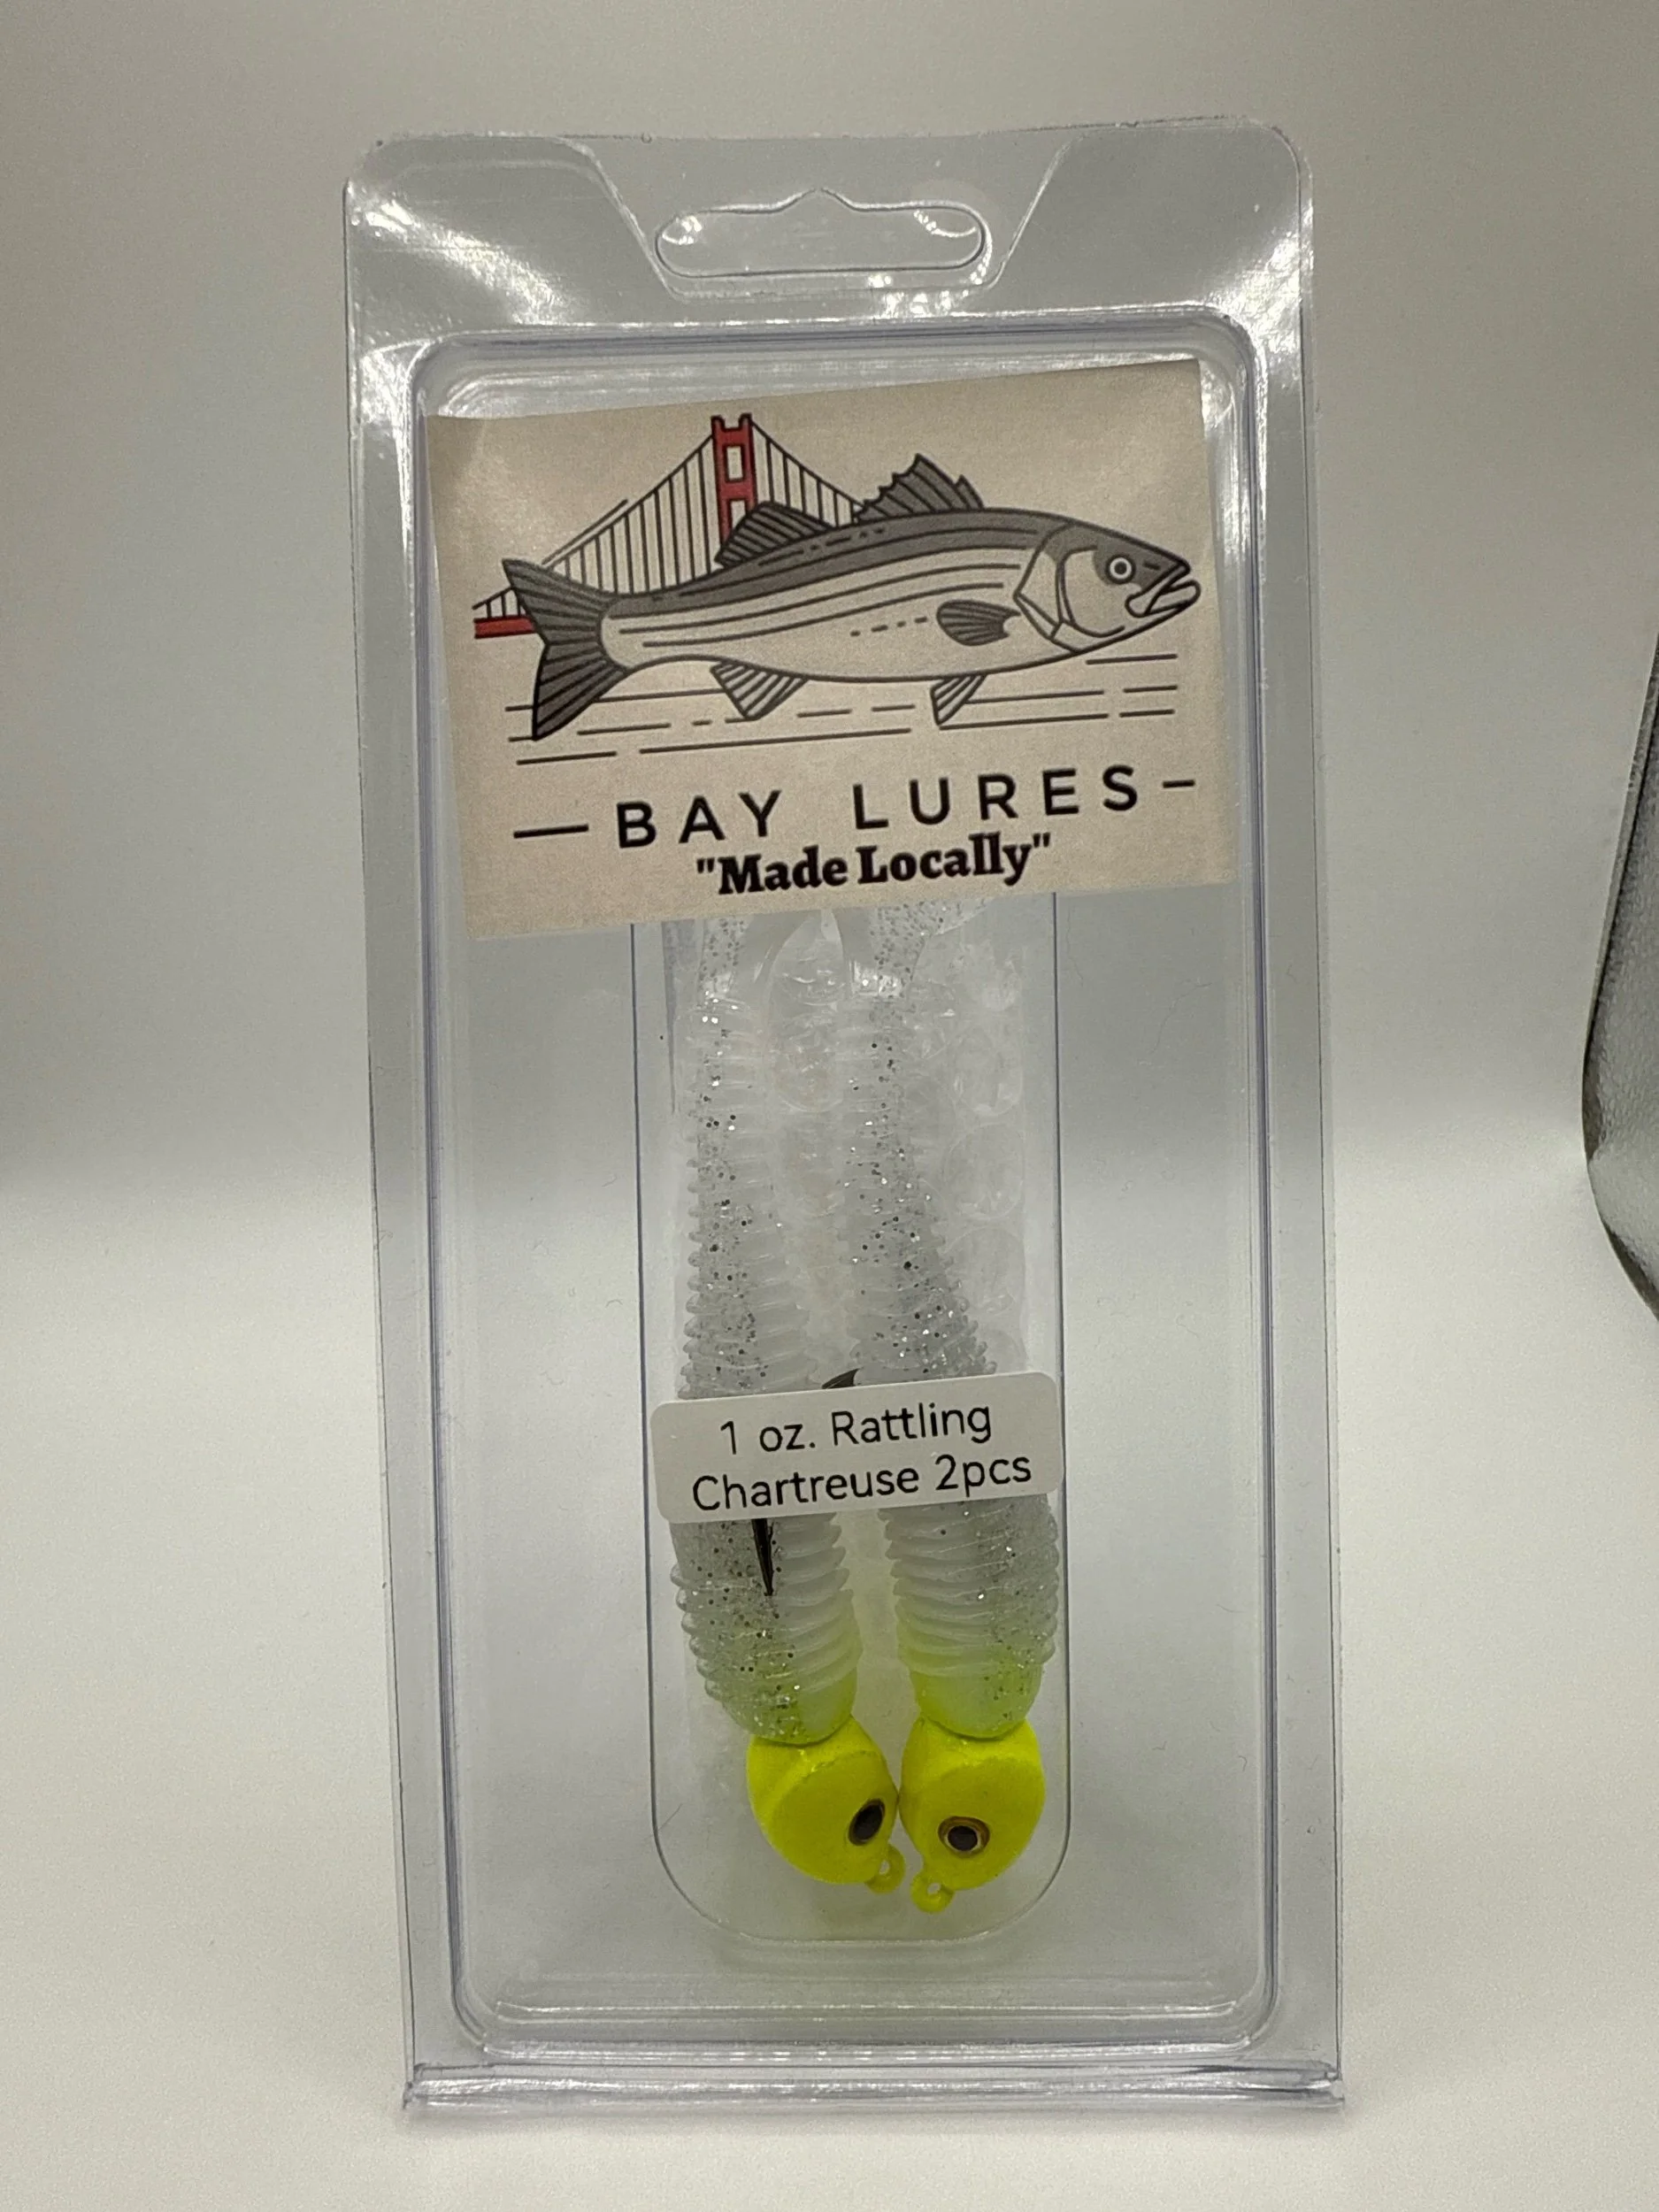 — BAY LURES –
"Made Locally"
1 oz. Rattling
Chartreuse 2pcs